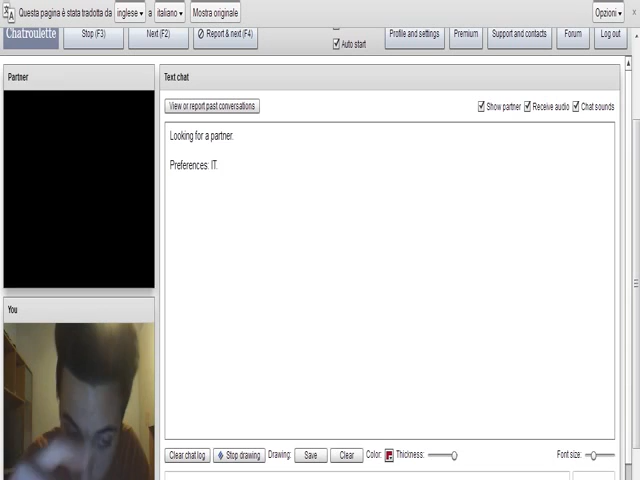 Questa pagina è stata tradotta da inglese a italiano Mostra originale Opzioni x
Chatroulette Stop (F3) Next (F2) Report & next (F4) Profile and settings Premium Support and contacts Forum Log out
Auto start
Partner
Text chat
View or report past conversations Show partner Receive audio Chat sounds
Looking for a partner.
Preferences: IT.
You
Clear chat log Stop drawing Drawing: Save Clear Color: Thickness: Font size: